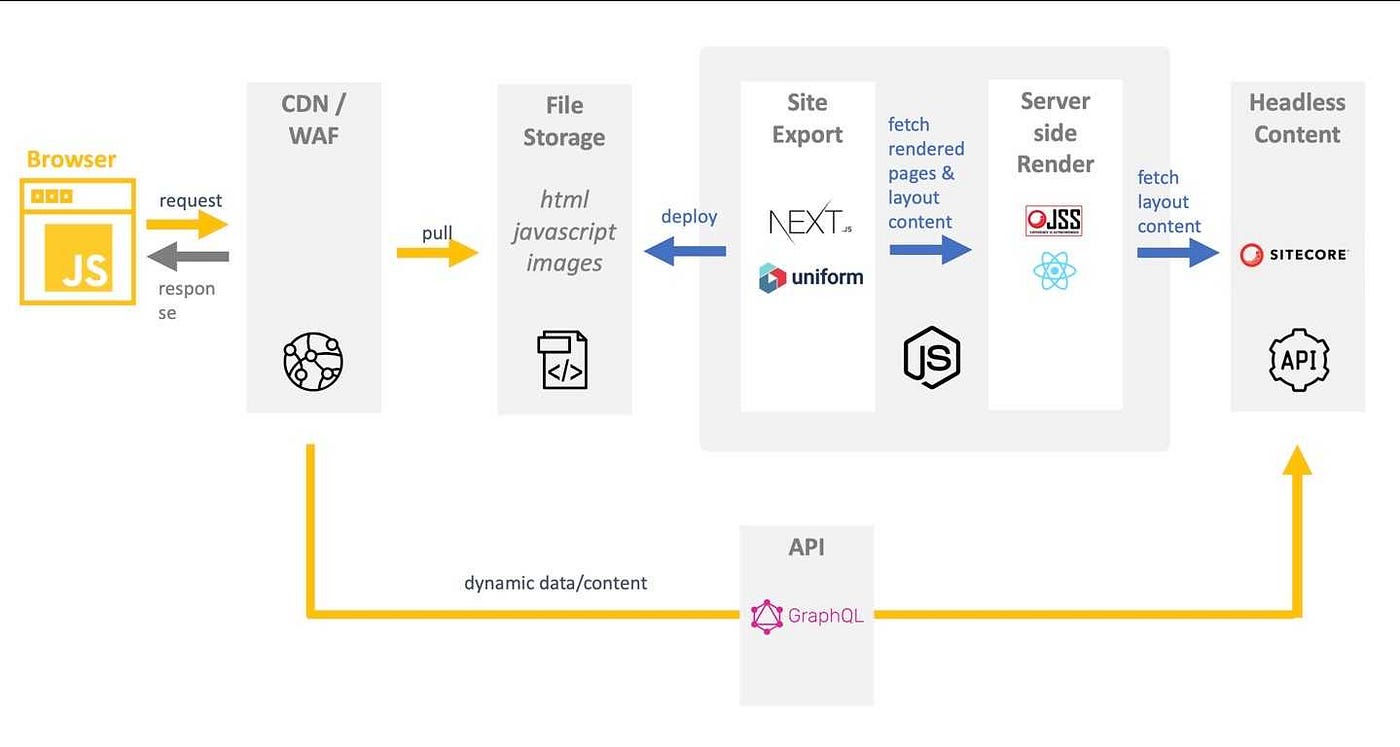 Browser
JS
request
respon
se
CDN /
WAF
pull
File
Storage
html
javascript
images
</>
deploy
Site
Export
NEXT.JS
uniform
fetch
rendered
pages &
layout
content
JS
Server
side
Render
JSS
fetch
layout
content
Headless
Content
SITECORE
API
dynamic data/content
API
GraphQL